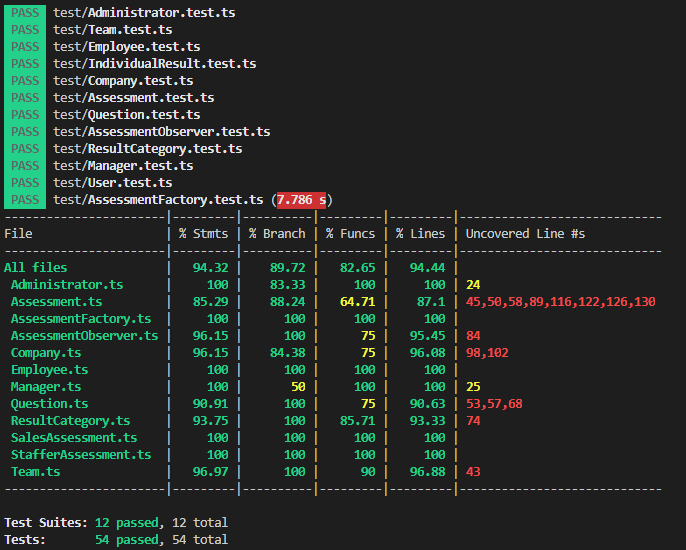 PASS test/Administrator.test.ts
PASS test/Team.test.ts
PASS test/Employee.test.ts
PASS test/IndividualResult.test.ts
PASS test/Company.test.ts
PASS test/Assessment.test.ts
PASS test/Question.test.ts
PASS test/AssessmentObserver.test.ts
PASS test/ResultCategory.test.ts
PASS test/Manager.test.ts
PASS test/User.test.ts
PASS test/AssessmentFactory.test.ts (7.786 s)
-----------------------|---------|----------|---------|---------|-----------------------------
File                   | % Stmts | % Branch | % Funcs | % Lines | Uncovered Line #s
-----------------------|---------|----------|---------|---------|-----------------------------
All files              |   94.32 |    89.72 |   82.65 |   94.44 |
 Administrator.ts      |     100 |    83.33 |     100 |     100 | 24
 Assessment.ts         |   85.29 |    88.24 |   64.71 |    87.1 | 45,50,58,89,116,122,126,130
 AssessmentFactory.ts  |     100 |      100 |     100 |     100 |
 AssessmentObserver.ts |   96.15 |      100 |      75 |   95.45 | 84
 Company.ts            |   96.15 |    84.38 |      75 |   96.08 | 98,102
 Employee.ts           |     100 |      100 |     100 |     100 |
 Manager.ts            |     100 |       50 |     100 |     100 | 25
 Question.ts           |   90.91 |      100 |      75 |   90.63 | 53,57,68
 ResultCategory.ts     |   93.75 |      100 |   85.71 |   93.33 | 74
 SalesAssessment.ts    |     100 |      100 |     100 |     100 |
 StafferAssessment.ts  |     100 |      100 |     100 |     100 |
 Team.ts               |   96.97 |      100 |      90 |   96.88 | 43
-----------------------|---------|----------|---------|---------|-----------------------------
Test Suites: 12 passed, 12 total
Tests:       54 passed, 54 total